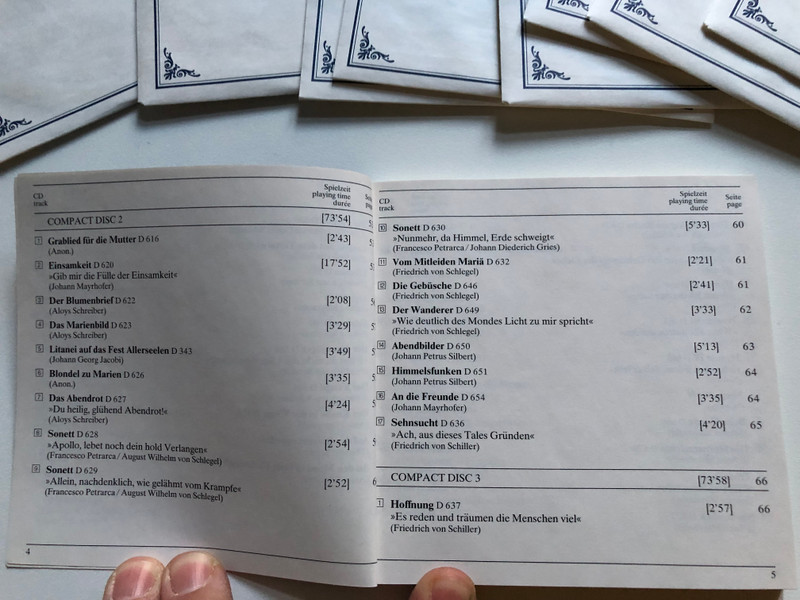 CD
track
Spielzeit
playing time
durée
COMPACT DISC 2 [73'54]
1 Grablied für die Mutter D 616 [2'43]
(Anon.)
2 Einsamkeit D 620 [17'52]
»Gib mir die Fülle der Einsamkeit«
(Johann Mayrhofer)
3 Der Blumenbrief D 622 [2'08]
(Aloys Schreiber)
4 Das Marienbild D 623 [3'29]
(Aloys Schreiber)
5 Litanei auf das Fest Allerseelen D 343 [3'49]
(Johann Georg Jacobi)
6 Blondel zu Marien D 626 [3'35]
(Anon.)
7 Das Abendrot D 627 [4'24]
»Du heilig, glühend Abendrot!«
(Aloys Schreiber)
8 Sonett D 628 [2'54]
»Apollo, lebet noch dein hold Verlangen«
(Francesco Petrarca / August Wilhelm von Schlegel)
9 Sonett D 629 [2'52]
»Allein, nachdenklich, wie gelähmt vom Krampfe«
(Francesco Petrarca / August Wilhelm von Schlegel)
4
CD
track
Spielzeit
playing time
durée
Seite
page
10 Sonett D 630 [5'33] 60
»Nunmehr, da Himmel, Erde schweigt«
(Francesco Petrarca / Johann Diederich Gries)
11 Vom Mitleiden Mariä D 632 [2'21] 61
(Friedrich von Schlegel)
12 Die Gebüsche D 646 [2'41] 61
(Friedrich von Schlegel)
13 Der Wanderer D 649 [3'33] 62
»Wie deutlich des Mondes Licht zu mir spricht«
(Friedrich von Schlegel)
14 Abendbilder D 650 [5'13] 63
(Johann Petrus Silbert)
15 Himmelsfunken D 651 [2'52] 64
(Johann Petrus Silbert)
16 An die Freunde D 654 [3'35] 64
(Johann Mayrhofer)
17 Sehnsucht D 636 [4'20] 65
»Ach, aus dieses Tales Gründen«
(Friedrich von Schiller)
COMPACT DISC 3 [73'58] 66
1 Hoffnung D 637 [2'57] 66
»Es reden und träumen die Menschen viel«
(Friedrich von Schiller)
5